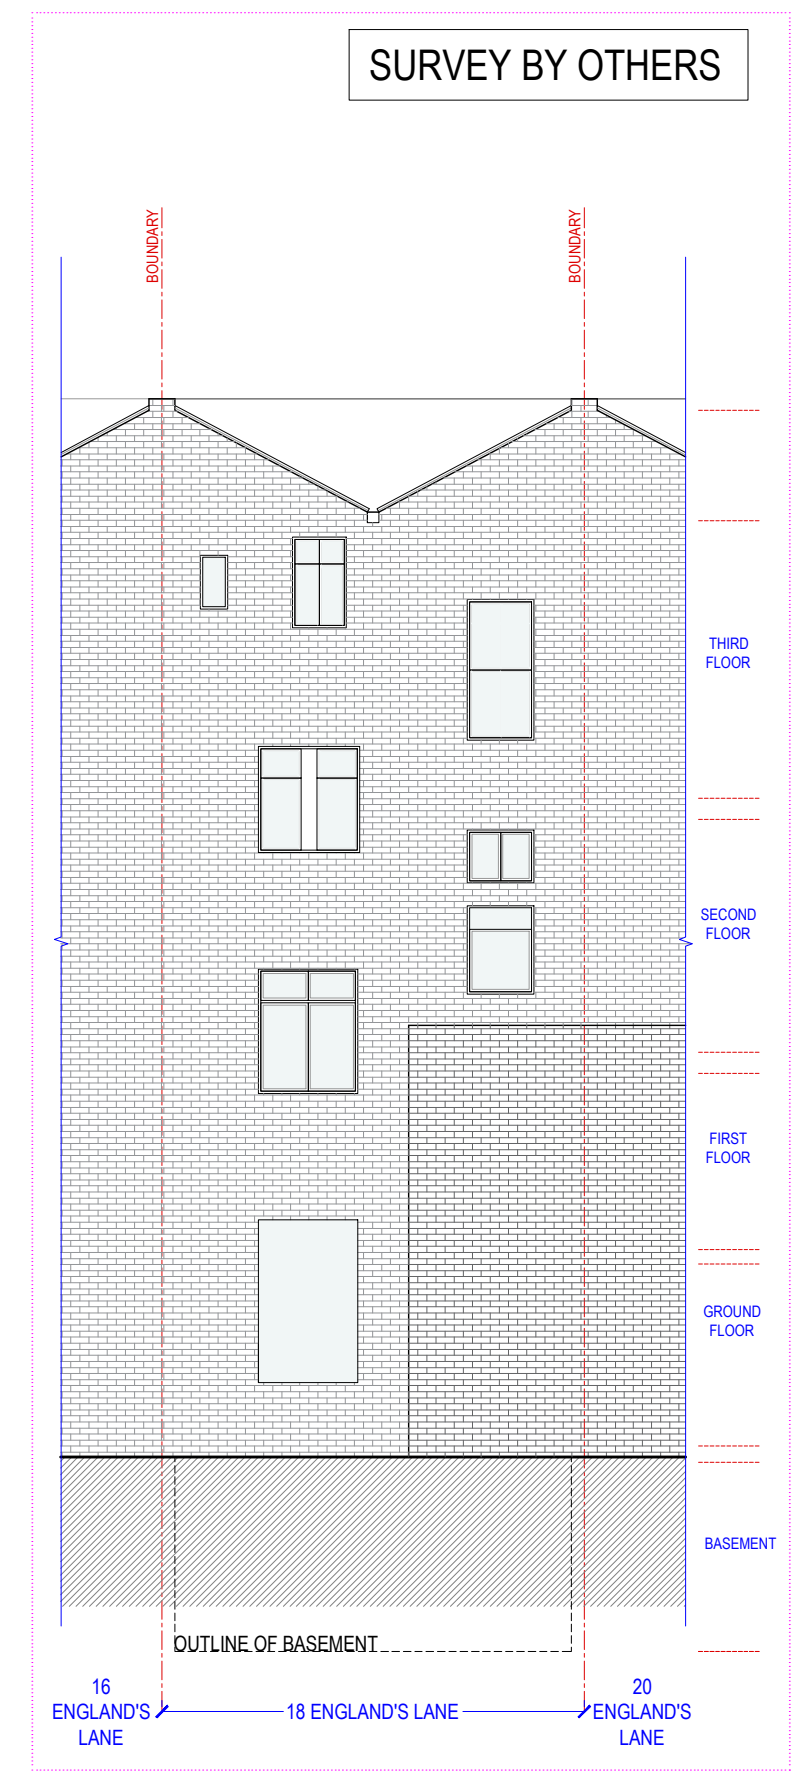 SURVEY BY OTHERS
BOUNDARY
BOUNDARY
THIRD
FLOOR
SECOND
FLOOR
FIRST
FLOOR
GROUND
FLOOR
BASEMENT
OUTLINE OF BASEMENT
16
ENGLAND'S
LANE
18 ENGLAND'S LANE
20
ENGLAND'S
LANE